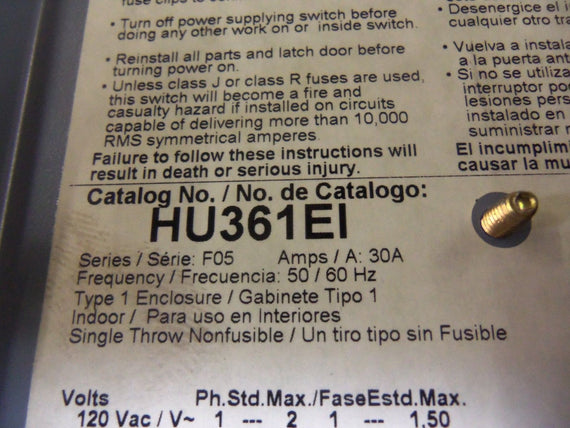 fuse clips to
• Turn off power supplying switch before
doing any other work on or inside switch.
• Reinstall all parts and latch door before
turning power on.
• Unless class J or class R fuses are used,
this switch will become a fire and
casualty hazard if installed on circuits
capable of delivering more than 10,000
RMS symmetrical amperes.
Failure to follow these instructions will
result in death or serious injury.
• Desenergice el i
cualquier otro tra
• Vuelva a instala
a la puerta ant
• Si no se utiliza
interruptor po
lesiones pers
instalado en
suministrar
El incumplim
causar la mu
Catalog No. / No. de Catalogo:
HU361EI
Series / Série: F05 Amps / A: 30A
Frequency / Frecuencia: 50 / 60 Hz
Type 1 Enclosure / Gabinete Tipo 1
Indoor / Para uso en Interiores
Single Throw Nonfusible / Un tiro tipo sin Fusible
Volts Ph.Std.Max./FaseEstd.Max.
120 Vac / V~ 1 --- 2 1 --- 1,50